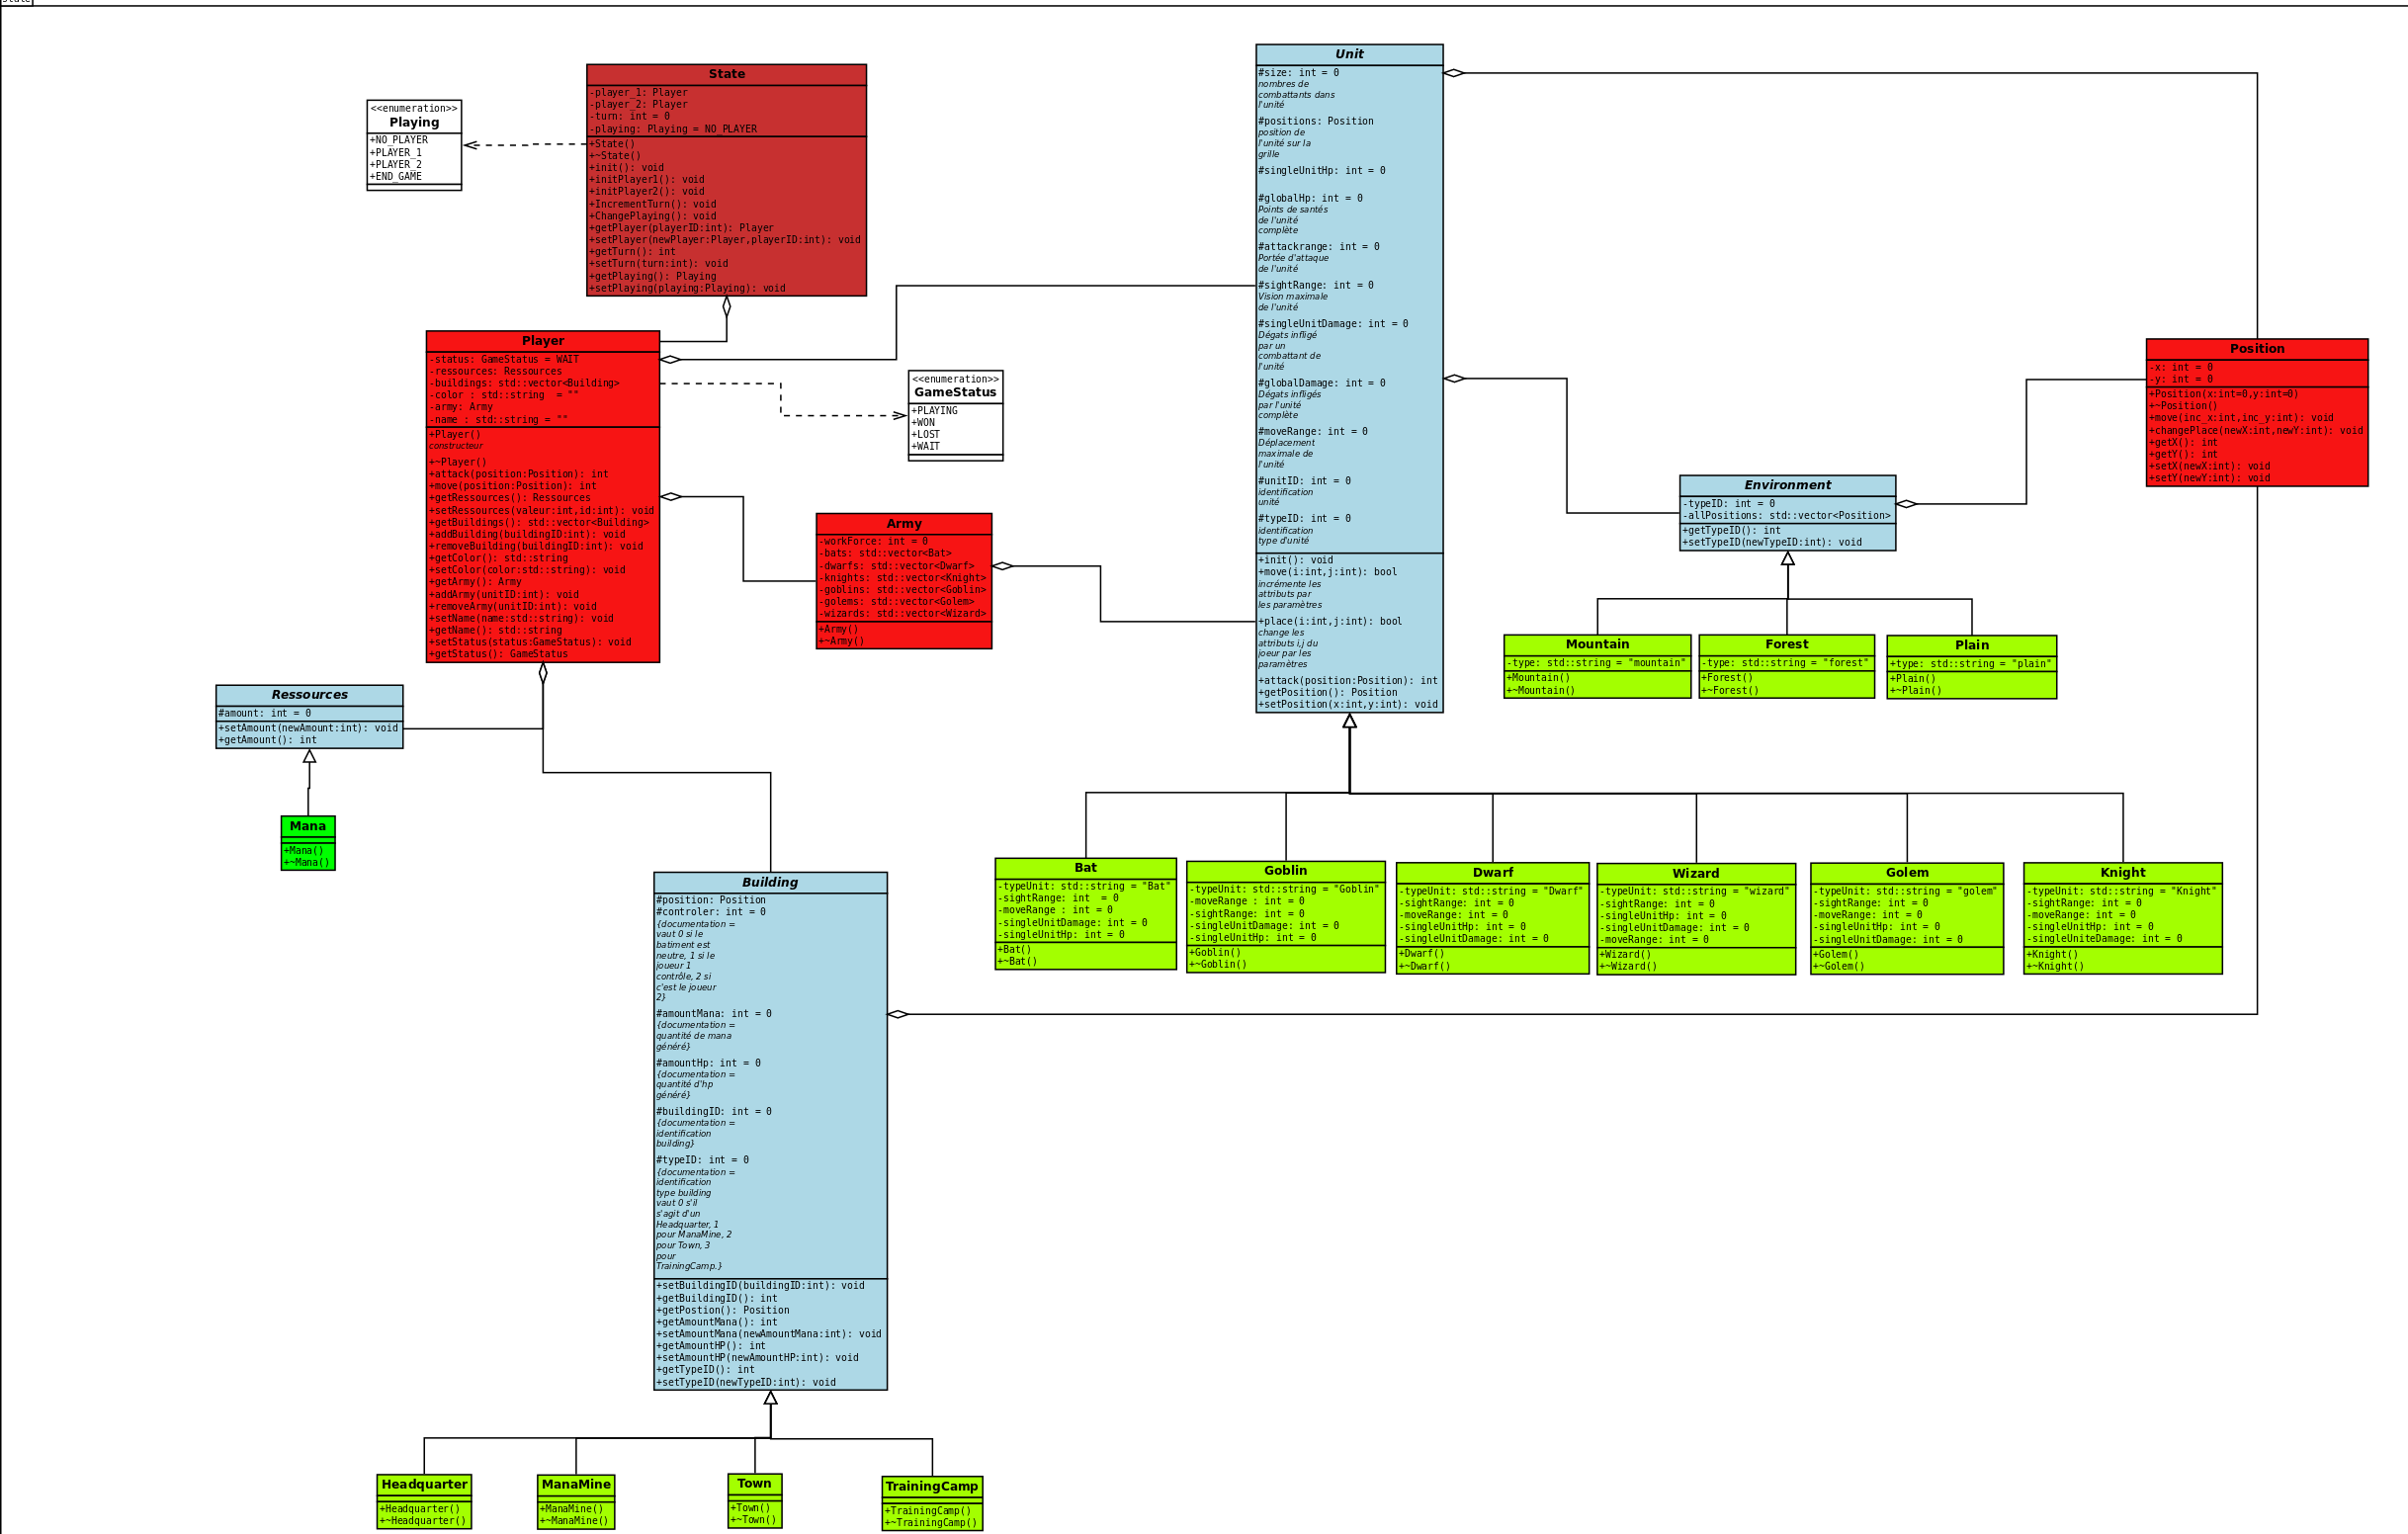 state
State
-player_1: Player
-player_2: Player
-turn: int = 0
-playing: Playing = NO_PLAYER
+State()
+~State()
+init(): void
+initPlayer1(): void
+initPlayer2(): void
+IncrementTurn(): void
+ChangePlaying(): void
+getPlayer(playerID:int): Player
+setPlayer(newPlayer:Player,playerID:int): void
+getTurn(): int
+setTurn(turn:int): void
+getPlaying(): Playing
+setPlaying(playing:Playing): void
<<enumeration>>
Playing
+NO_PLAYER
+PLAYER_1
+PLAYER_2
+END_GAME
Player
-status: GameStatus = WAIT
-ressources: Ressources
-buildings: std::vector<Building>
-color : std::string  = ""
-army: Army
-name : std::string = ""
+Player()
constructeur
+~Player()
+attack(position:Position): int
+move(position:Position): int
+getRessources(): Ressources
+setRessources(valeur:int,id:int): void
+getBuildings(): std::vector<Building>
+addBuilding(buildingID:int): void
+removeBuilding(buildingID:int): void
+getColor(): std::string
+setColor(color:std::string): void
+getArmy(): Army
+addArmy(unitID:int): void
+removeArmy(unitID:int): void
+setName(name:std::string): void
+getName(): std::string
+setStatus(status:GameStatus): void
+getStatus(): GameStatus
<<enumeration>>
GameStatus
+PLAYING
+WON
+LOST
+WAIT
Army
-workForce: int = 0
-bats: std::vector<Bat>
-dwarfs: std::vector<Dwarf>
-knights: std::vector<Knight>
-goblins: std::vector<Goblin>
-golems: std::vector<Golem>
-wizards: std::vector<Wizard>
+Army()
+~Army()
Unit
#size: int = 0
nombres de
combattants dans
l'unité
#positions: Position
position de
l'unité sur la
grille
#singleUnitHp: int = 0
#globalHp: int = 0
Points de santés
de l'unité
complète
#attackrange: int = 0
Portée d'attaque
de l'unité
#sightRange: int = 0
Vision maximale
de l'unité
#singleUnitDamage: int = 0
Dégats infligé
par un
combattant de
l'unité
#globalDamage: int = 0
Dégats infligés
par l'unité
complète
#moveRange: int = 0
Déplacement
maximale de
l'unité
#unitID: int = 0
identification
unité
#typeID: int = 0
identification
type d'unité
+init(): void
+move(i:int,j:int): bool
incrémente les
attributs par
les paramètres
+place(i:int,j:int): bool
change les
attributs i,j du
joeur par les
paramètres
+attack(position:Position): int
+getPosition(): Position
+setPosition(x:int,y:int): void
Position
-x: int = 0
-y: int = 0
+Position(x:int=0,y:int=0)
+~Position()
+move(inc_x:int,inc_y:int): void
+changePlace(newX:int,newY:int): void
+getX(): int
+getY(): int
+setX(newX:int): void
+setY(newY:int): void
Environment
-typeID: int = 0
-allPositions: std::vector<Position>
+getTypeID(): int
+setTypeID(newTypeID:int): void
Mountain
-type: std::string = "mountain"
+Mountain()
+~Mountain()
Forest
-type: std::string = "forest"
+Forest()
+~Forest()
Plain
+type: std::string = "plain"
+Plain()
+~Plain()
Ressources
#amount: int = 0
+setAmount(newAmount:int): void
+getAmount(): int
Mana
+Mana()
+~Mana()
Bat
-typeUnit: std::string = "Bat"
-sightRange: int  = 0
-moveRange : int = 0
-singleUnitDamage: int = 0
-singleUnitHp: int = 0
+Bat()
+~Bat()
Goblin
-typeUnit: std::string = "Goblin"
-moveRange : int = 0
-sightRange: int = 0
-singleUnitDamage: int = 0
-singleUnitHp: int = 0
+Goblin()
+~Goblin()
Dwarf
-typeUnit: std::string = "Dwarf"
-sightRange: int = 0
-moveRange: int = 0
-singleUnitHp: int = 0
-singleUnitDamage: int = 0
+Dwarf()
+~Dwarf()
Wizard
-typeUnit: std::string = "wizard"
-sightRange: int = 0
-singleUnitHp: int = 0
-singleUnitDamage: int = 0
-moveRange: int = 0
+Wizard()
+~Wizard()
Golem
-typeUnit: std::string = "golem"
-sightRange: int = 0
-moveRange: int = 0
-singleUnitHp: int = 0
-singleUnitDamage: int = 0
+Golem()
+~Golem()
Knight
-typeUnit: std::string = "Knight"
-sightRange: int = 0
-moveRange: int = 0
-singleUnitHp: int = 0
-singleUniteDamage: int = 0
+Knight()
+~Knight()
Building
#position: Position
#controler: int = 0
{documentation =
vaut 0 si le
batiment est
neutre, 1 si le
joueur 1
contrôle, 2 si
c'est le joueur
2}
#amountMana: int = 0
{documentation =
quantité de mana
généré}
#amountHp: int = 0
{documentation =
quantité d'hp
généré}
#buildingID: int = 0
{documentation =
identification
building}
#typeID: int = 0
{documentation =
identification
type building
vaut 0 s'il
s'agit d'un
Headquarter, 1
pour ManaMine, 2
pour Town, 3
pour
TrainingCamp.}
+setBuildingID(buildingID:int): void
+getBuildingID(): int
+getPostion(): Position
+getAmountMana(): int
+setAmountMana(newAmountMana:int): void
+getAmountHP(): int
+setAmountHP(newAmountHP:int): void
+getTypeID(): int
+setTypeID(newTypeID:int): void
Headquarter
+Headquarter()
+~Headquarter()
ManaMine
+ManaMine()
+~ManaMine()
Town
+Town()
+~Town()
TrainingCamp
+TrainingCamp()
+~TrainingCamp()